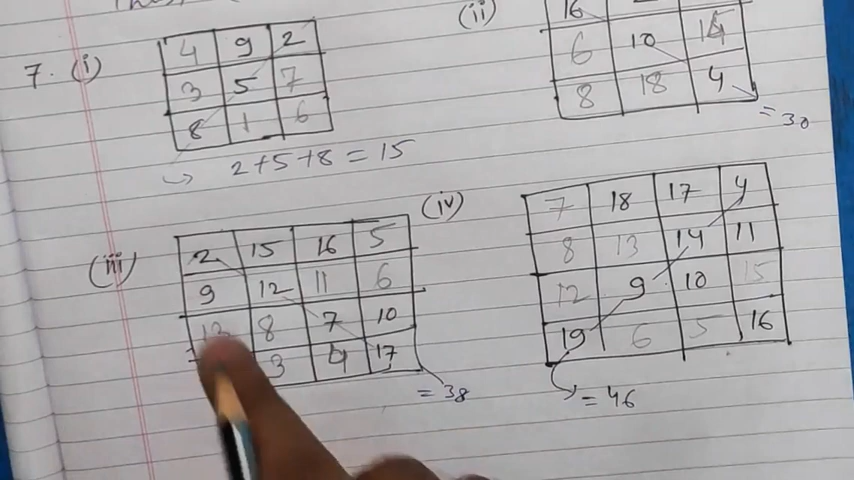 (ii)
16
7. (i)
4 9 2
3 5 7
8 1 6
6 10 14
8 18 4
= 30
2+5+8 = 15
(iii)
2 15 16 5
9 12 11 6
13 8 7 10
3 4 17
= 38
(iv)
7 18 17 4
8 13 14 11
12 9 10 15
19 6 5 16
= 46